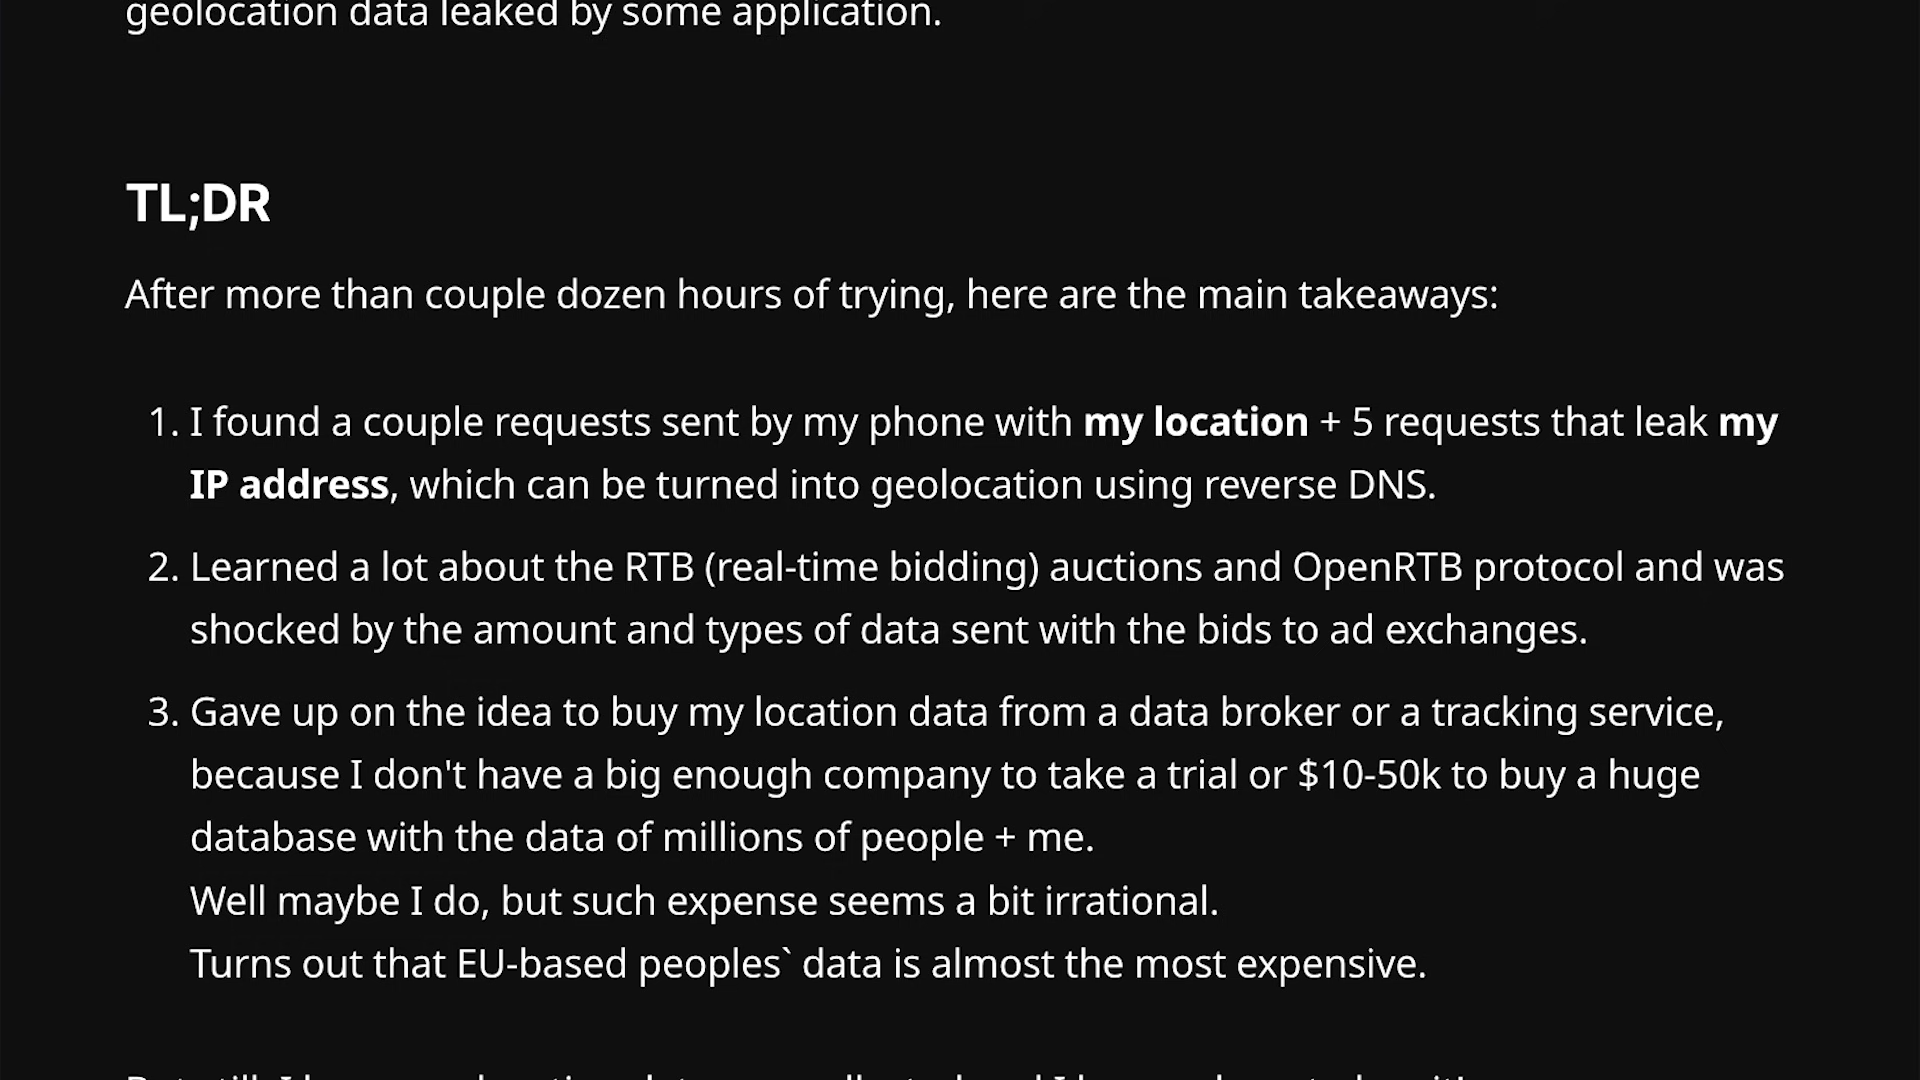 geolocation data leaked by some application.
TL;DR
After more than couple dozen hours of trying, here are the main takeaways:
1. I found a couple requests sent by my phone with my location + 5 requests that leak my
IP address, which can be turned into geolocation using reverse DNS.
2. Learned a lot about the RTB (real-time bidding) auctions and OpenRTB protocol and was
shocked by the amount and types of data sent with the bids to ad exchanges.
3. Gave up on the idea to buy my location data from a data broker or a tracking service,
because I don't have a big enough company to take a trial or $10-50k to buy a huge
database with the data of millions of people + me.
Well maybe I do, but such expense seems a bit irrational.
Turns out that EU-based peoples` data is almost the most expensive.